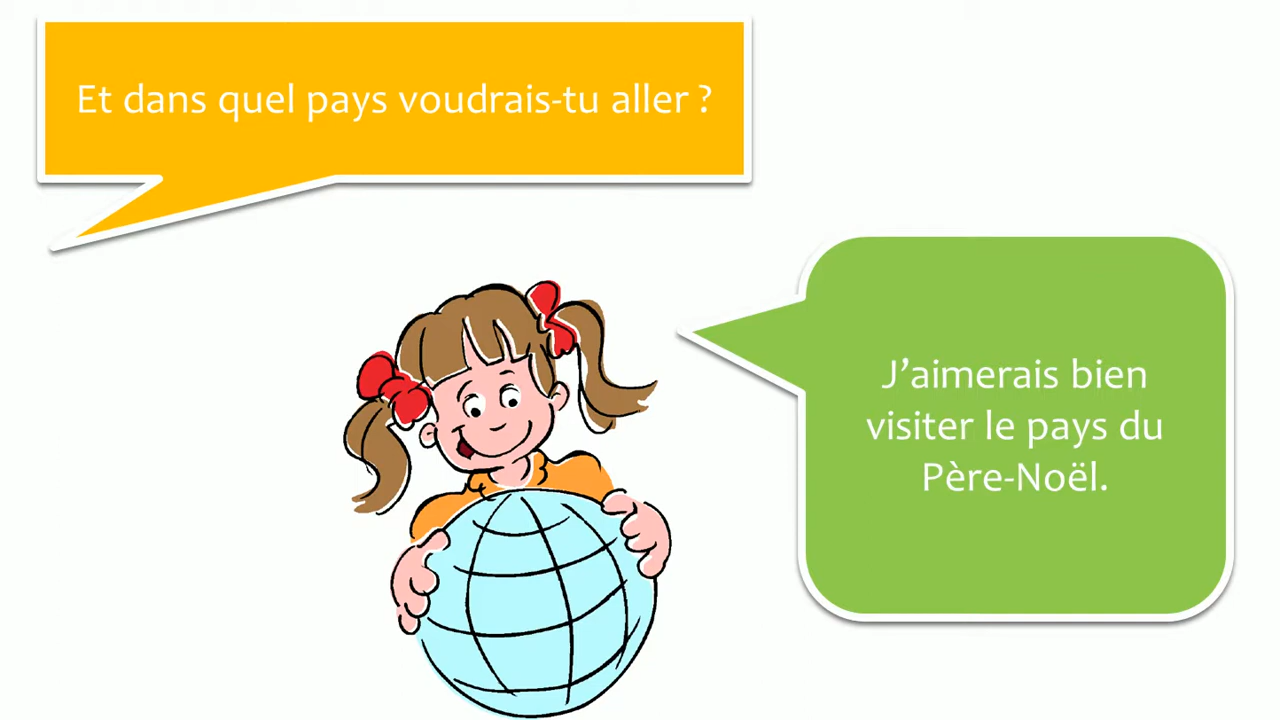 Et dans quel pays voudrais-tu aller ?
J’aimerais bien
visiter le pays du
Père-Noël.